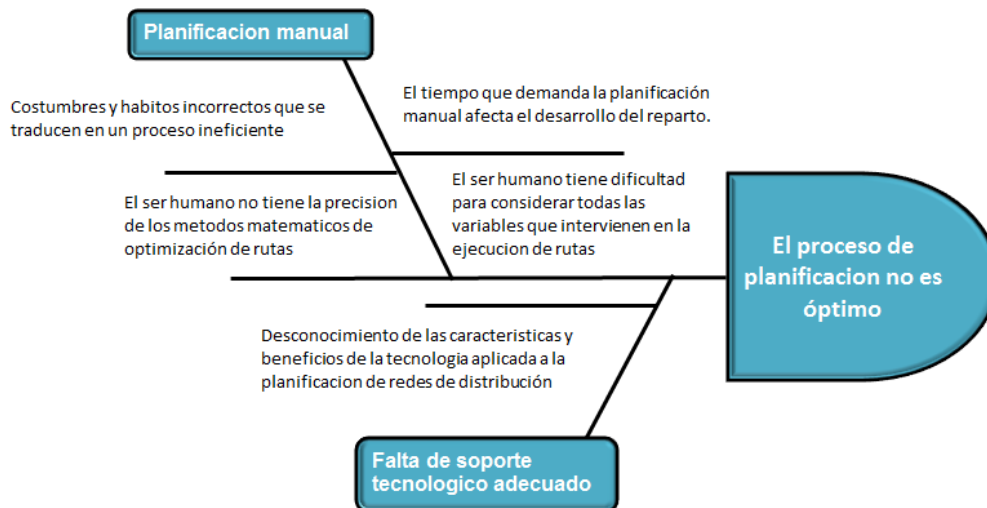 Planificacion manual
Costumbres y habitos incorrectos que se
traducen en un proceso ineficiente
El tiempo que demanda la planificación
manual afecta el desarrollo del reparto.
El ser humano no tiene la precision
de los metodos matematicos de
optimización de rutas
El ser humano tiene dificultad
para considerar todas las
variables que intervienen en la
ejecucion de rutas
El proceso de
planificacion no es
óptimo
Desconocimiento de las caracteristicas y
beneficios de la tecnologia aplicada a la
planificacion de redes de distribución
Falta de soporte
tecnologico adecuado